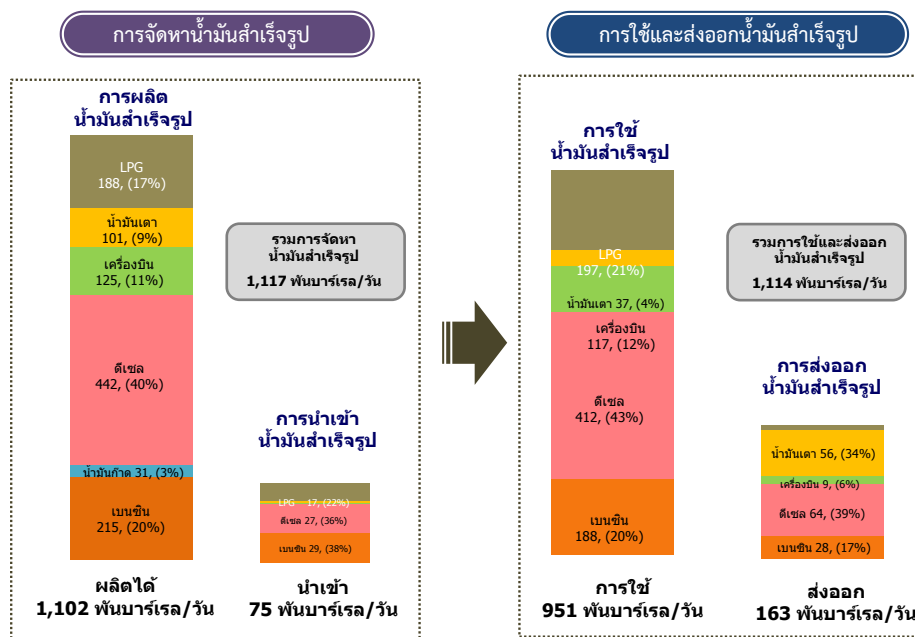 การจัดหาน้ำมันสำเร็จรูป
การผลิต
น้ำมันสำเร็จรูป
LPG
188, (17%)
น้ำมันเตา
101, (9%)
เครื่องบิน
125, (11%)
ดีเซล
442, (40%)
น้ำมันก๊าด 31, (3%)
เบนซิน
215, (20%)
ผลิตได้
1,102 พันบาร์เรล/วัน
รวมการจัดหา
น้ำมันสำเร็จรูป
1,117 พันบาร์เรล/วัน
การนำเข้า
น้ำมันสำเร็จรูป
LPG 17, (22%)
ดีเซล 27, (36%)
เบนซิน 29, (38%)
นำเข้า
75 พันบาร์เรล/วัน
การใช้และส่งออกน้ำมันสำเร็จรูป
การใช้
น้ำมันสำเร็จรูป
LPG
197, (21%)
น้ำมันเตา 37, (4%)
เครื่องบิน
117, (12%)
ดีเซล
412, (43%)
เบนซิน
188, (20%)
การใช้
951 พันบาร์เรล/วัน
รวมการใช้และส่งออก
น้ำมันสำเร็จรูป
1,114 พันบาร์เรล/วัน
การส่งออก
น้ำมันสำเร็จรูป
น้ำมันเตา 56, (34%)
เครื่องบิน 9, (6%)
ดีเซล 64, (39%)
เบนซิน 28, (17%)
ส่งออก
163 พันบาร์เรล/วัน